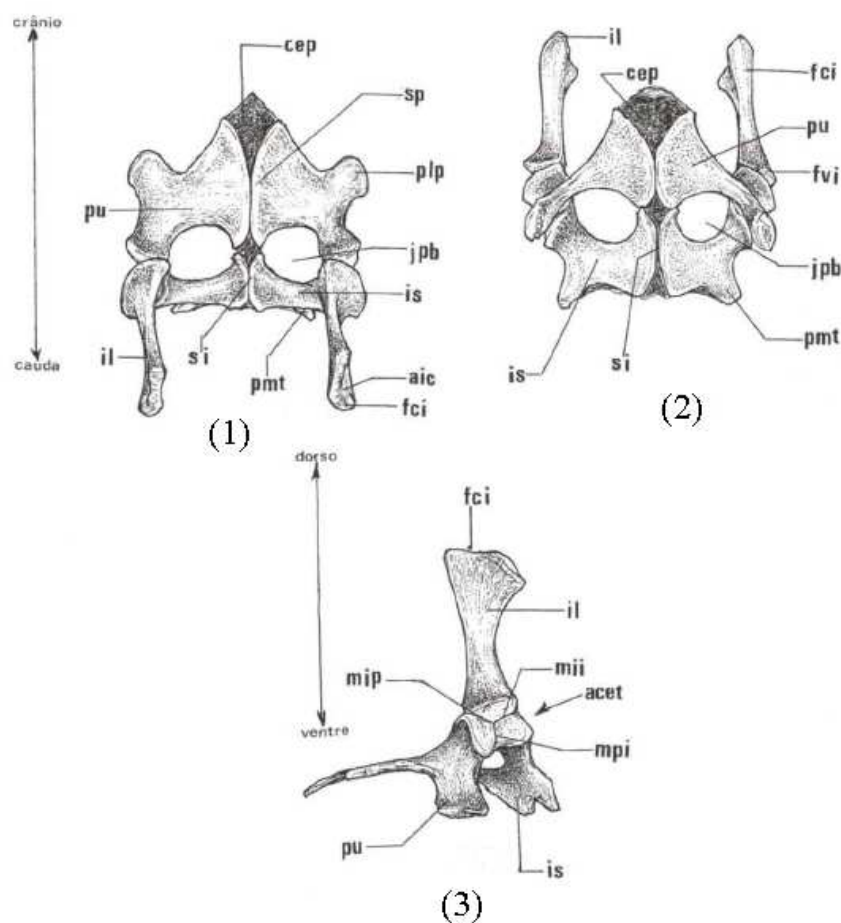 crânio
cep
sp
plp
pu
jpb
is
il
si
pmt
aic
fci
cauda
(1)
il
cep
fci
pu
fvi
jpb
is
si
pmt
(2)
dorso
fci
il
mip
mii
acet
ventre
mpi
pu
is
(3)